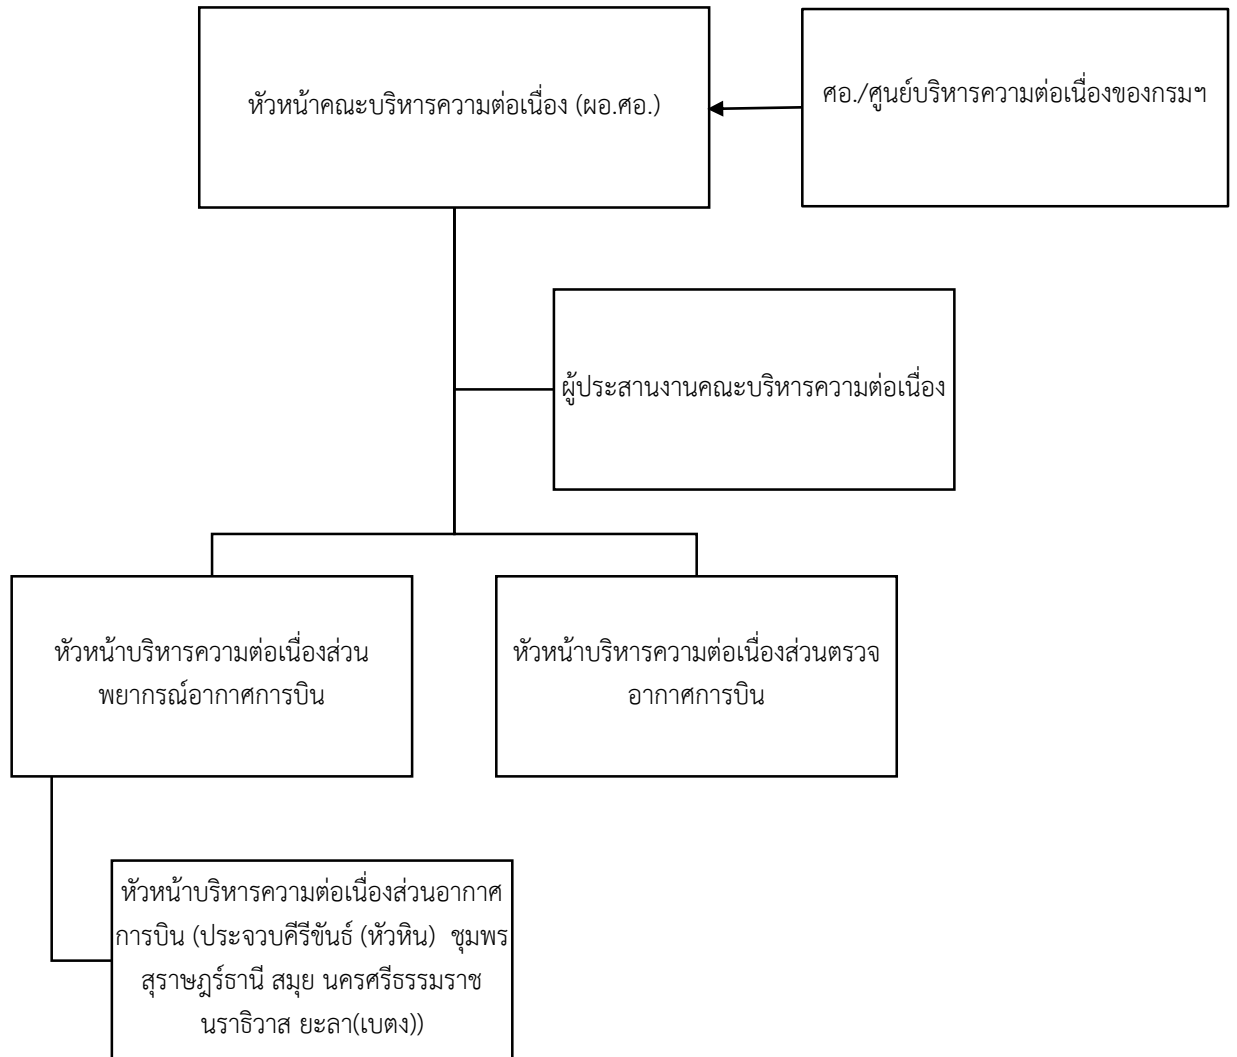 หัวหน้าคณะบริหารความต่อเนื่อง (ผอ.ศอ.)
ศอ./ศูนย์บริหารความต่อเนื่องของกรมฯ
ผู้ประสานงานคณะบริหารความต่อเนื่อง
หัวหน้าบริหารความต่อเนื่องส่วน
พยากรณ์อากาศการบิน
หัวหน้าบริหารความต่อเนื่องส่วนตรวจ
อากาศการบิน
หัวหน้าบริหารความต่อเนื่องส่วนอากาศ
การบิน (ประจวบคีรีขันธ์ (หัวหิน) ชุมพร
สุราษฎร์ธานี สมุย นครศรีธรรมราช
นราธิวาส ยะลา(เบตง))